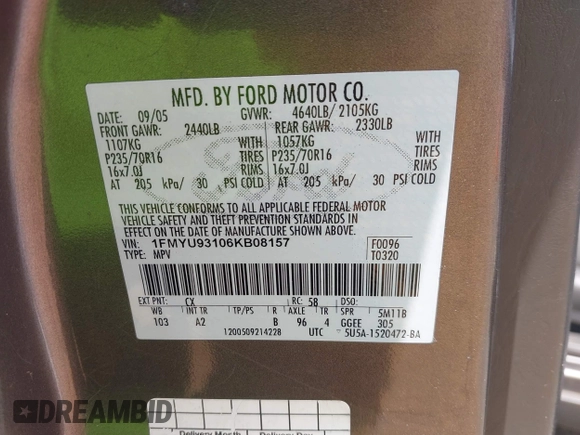 MFD. BY FORD MOTOR CO.
DATE: 09/05 GVWR: 4640LB/ 2105KG
FRONT GAWR: 2440LB REAR GAWR: 2330LB
1107KG WITH 1057KG WITH
P235/70R16 TIRES P235/70R16 TIRES
16x7.0J RIMS 16x7.0J RIMS
AT 205 kPa/ 30 PSI COLD AT 205 kPa/ 30 PSI COLD
THIS VEHICLE CONFORMS TO ALL APPLICABLE FEDERAL MOTOR
VEHICLE SAFETY AND THEFT PREVENTION STANDARDS IN
EFFECT ON THE DATE OF MANUFACTURE SHOWN ABOVE.
VIN: 1FMYU93106KB08157 F0096
TYPE: MPV T0320
EXT PNT: CX RC: 58 DSO:
WB INT TR TP/PS R AXLE TR SPR 5M11B
103 A2 B 96 4 GGEE 305
1200509214228 UTC 5U5A-1520472-BA
Ford
DREAMBID
Delivery Month Delivery Day